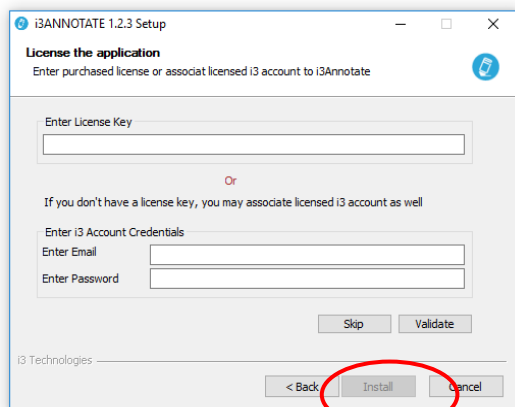 i3ANNOTATE 1.2.3 Setup
License the application
Enter purchased license or associat licensed i3 account to i3Annotate
Enter License Key
Or
If you don't have a license key, you may associate licensed i3 account as well
Enter i3 Account Credentials
Enter Email
Enter Password
Skip Validate
i3 Technologies
< Back Install Cancel